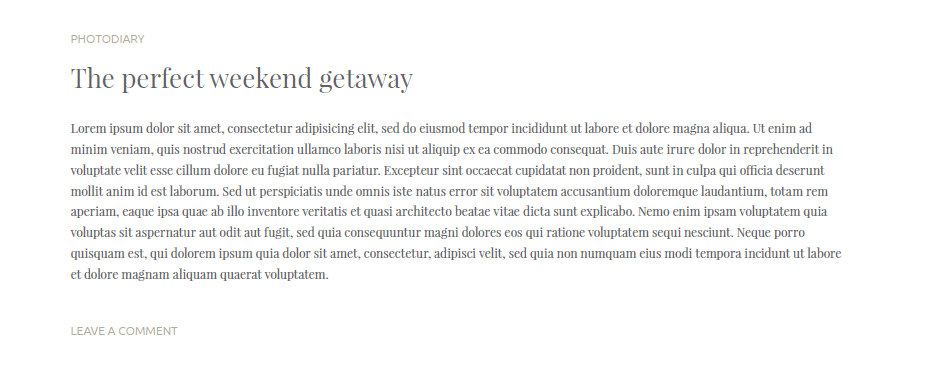 PHOTODIARY
The perfect weekend getaway
Lorem ipsum dolor sit amet, consectetur adipisicing elit, sed do eiusmod tempor incididunt ut labore et dolore magna aliqua. Ut enim ad
minim veniam, quis nostrud exercitation ullamco laboris nisi ut aliquip ex ea commodo consequat. Duis aute irure dolor in reprehenderit in
voluptate velit esse cillum dolore eu fugiat nulla pariatur. Excepteur sint occaecat cupidatat non proident, sunt in culpa qui officia deserunt
mollit anim id est laborum. Sed ut perspiciatis unde omnis iste natus error sit voluptatem accusantium doloremque laudantium, totam rem
aperiam, eaque ipsa quae ab illo inventore veritatis et quasi architecto beatae vitae dicta sunt explicabo. Nemo enim ipsam voluptatem quia
voluptas sit aspernatur aut odit aut fugit, sed quia consequuntur magni dolores eos qui ratione voluptatem sequi nesciunt. Neque porro
quisquam est, qui dolorem ipsum quia dolor sit amet, consectetur, adipisci velit, sed quia non numquam eius modi tempora incidunt ut labore
et dolore magnam aliquam quaerat voluptatem.
LEAVE A COMMENT